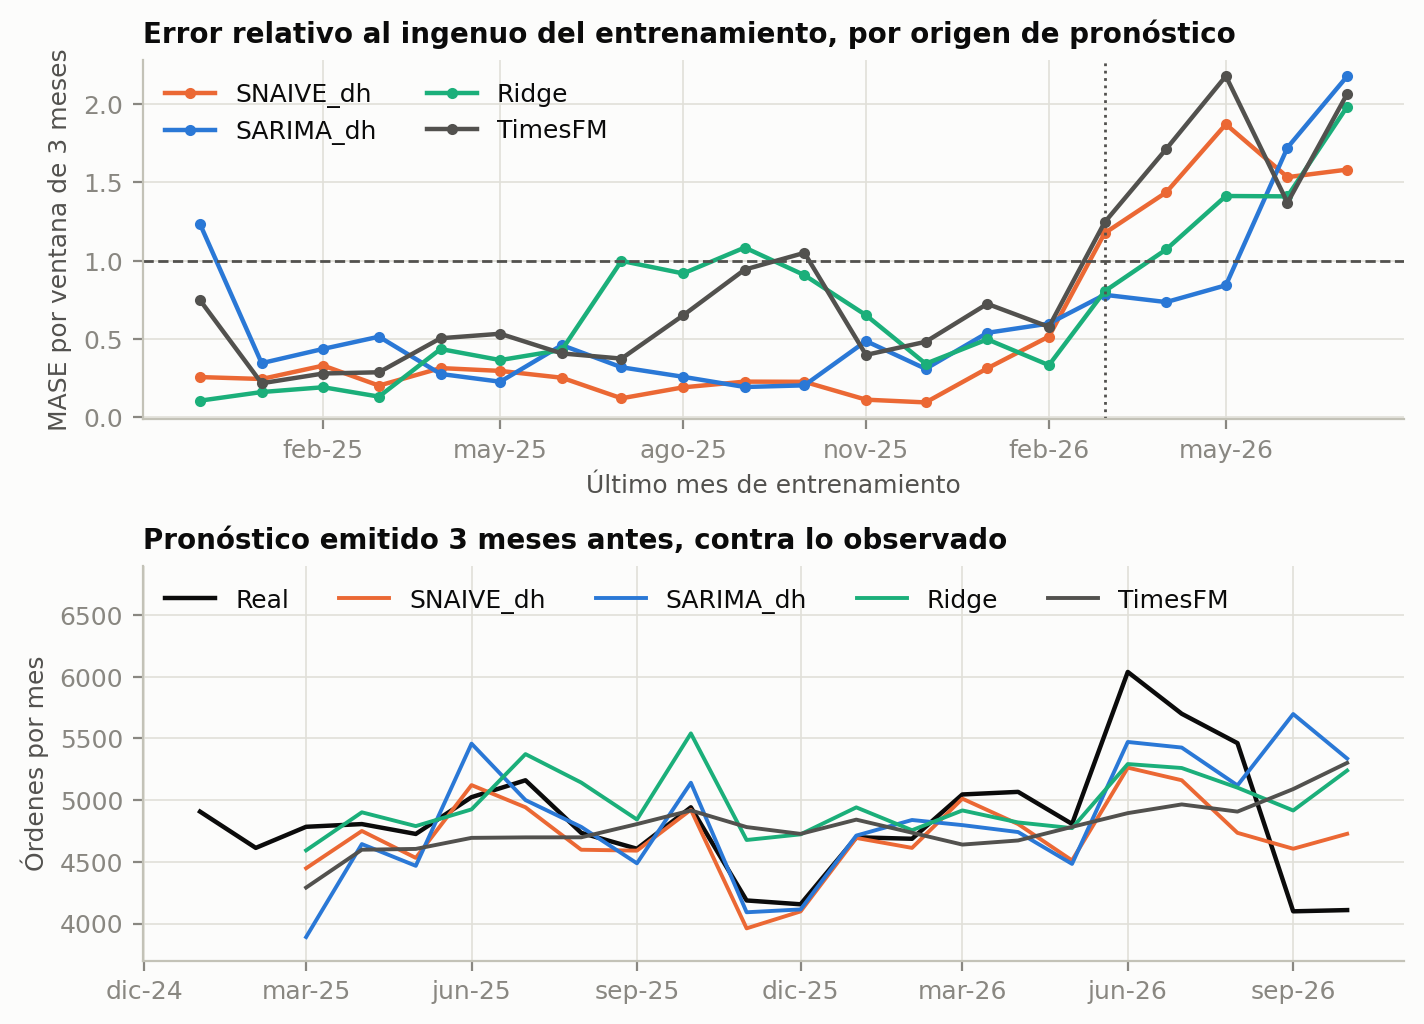 Error relativo al ingenuo del entrenamiento, por origen de pronóstico
MASE por ventana de 3 meses
SNAIVE_dh
SARIMA_dh
Ridge
TimesFM
2.0
1.5
1.0
0.5
0.0
feb-25
may-25
ago-25
nov-25
feb-26
may-26
Último mes de entrenamiento
Pronóstico emitido 3 meses antes, contra lo observado
Órdenes por mes
Real
SNAIVE_dh
SARIMA_dh
Ridge
TimesFM
6500
6000
5500
5000
4500
4000
dic-24
mar-25
jun-25
sep-25
dic-25
mar-26
jun-26
sep-26